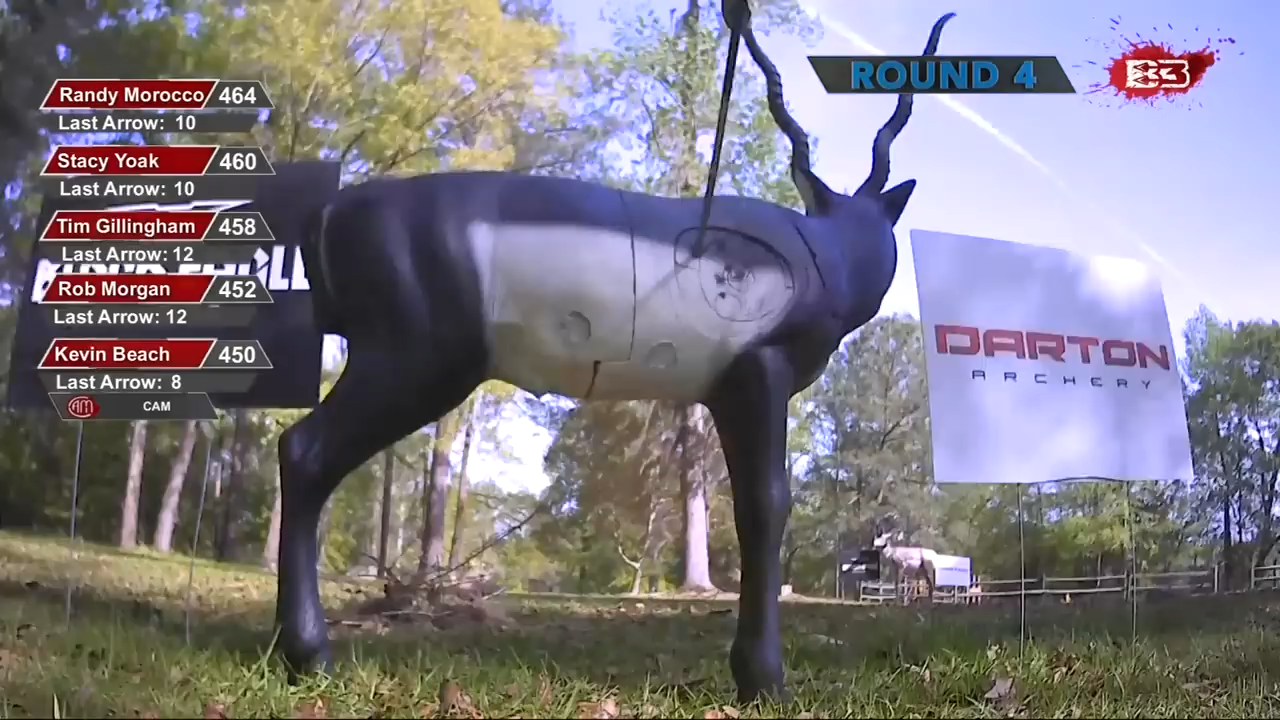 ROUND 4
B3
Randy Morocco 464
Last Arrow: 10
Stacy Yoak 460
Last Arrow: 10
Tim Gillingham 458
Last Arrow: 12
Rob Morgan 452
Last Arrow: 12
Kevin Beach 450
Last Arrow: 8
AM CAM
DARTON
ARCHERY